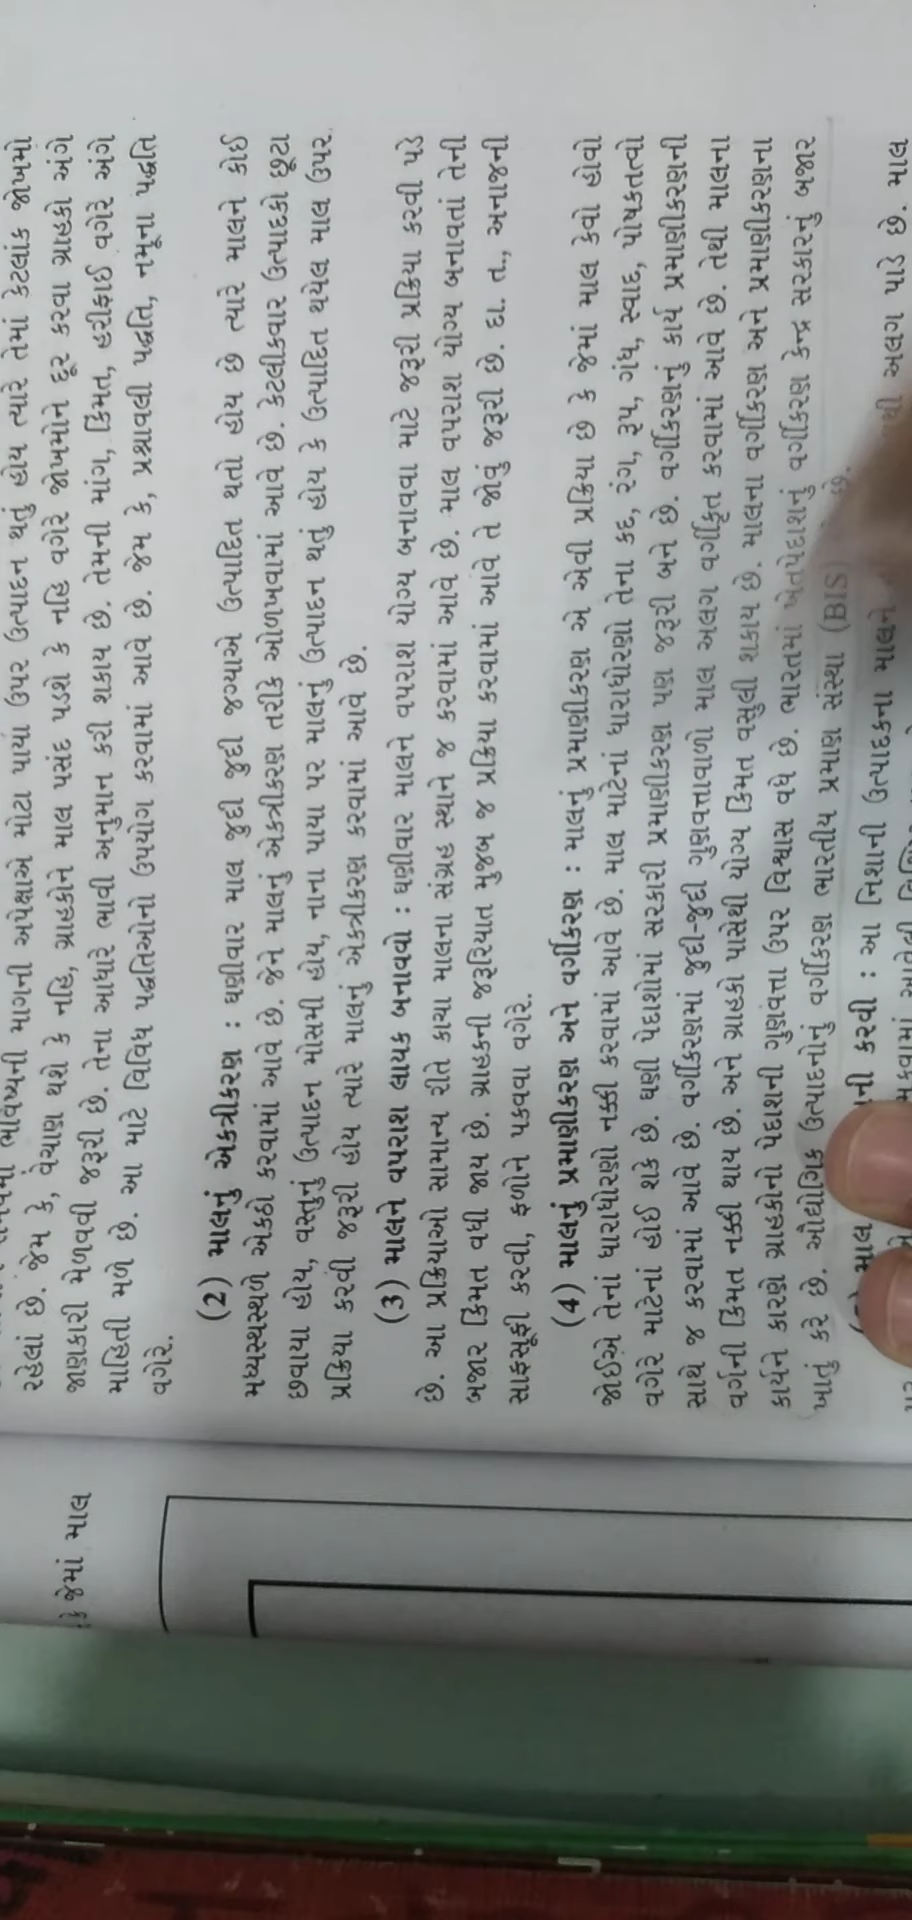 ભવિષ્યની માગની અપેક્ષાએ મોટા પાયા ઉપર ઉત્પાદન થતું હોય ત્યારે તેમાં કેટલાંક જોખમો
રહેલાં છે. જેમ કે, વેચાણ થશે કે નહિ, ગ્રાહકોને માલ પસંદ પડશે કે નહિ વગેરે જોખમોને દૂર કરવા ગ્રાહકો અંગે
જાણકારી મેળવવી જરૂરી છે. તેના આધારે ભાવી અનુમાન કરી શકાય છે. તેમની માંગ, કિંમત, હરીફાઈ વગેરે અંગે
માહિતી મળે છે. આ માટે વિવિધ પદ્ધતિઓનો ઉપયોગ કરવામાં આવે છે. જેમ કે, પ્રશ્નાવલી પદ્ધતિ, નમૂના પદ્ધતિ
વગેરે.
(2) માલનું એકત્રીકરણ : ઘણીવાર માલ જુદી જુદી જગ્યાએ ઉત્પાદિત થતો હોય છે ત્યારે માલને કોઈ
મધ્યસ્થસ્થળે એકઠો કરવામાં આવે છે. જેને માલનું એકત્રીકરણ તરીકે ઓળખવામાં આવે છે. કેટલીકવાર ઉત્પાદકો છૂટા
છવાયા હોય, વસ્તુનું ઉત્પાદન મોસમી હોય, નાના પાયા પર માલનું ઉત્પાદન થતું હોય કે ઉત્પાદિત થયેલ માલ ઉપર
પ્રક્રિયા કરવી જરૂરી હોય ત્યારે માલનું એકત્રીકરણ કરવામાં આવે છે.
(3) માલને વપરાશ લાયક બનાવવો : ઘણીવાર માલને વપરાશ યોગ્ય બનાવવા માટે જરૂરી પ્રક્રિયા કરવી પડે
છે. આ પ્રક્રિયાઓ સામાન્ય રીતે કાચા માલના સંગ્રહ સ્થાને જ કરવામાં આવે છે. માલ વપરાશ યોગ્ય બનાવતાં તેની
બજાર કિંમત વધી જાય છે. ગ્રાહકની જરૂરિયાત મુજબ જ પ્રક્રિયા કરવામાં આવે તે જોવું જરૂરી છે. દા. ત., અનાજની
સાફસૂફી કરવી, ફળોને પકવવા વગેરે.
(4) માલનું પ્રમાણીકરણ અને વર્ગીકરણ : માલનું પ્રમાણીકરણ એ એવી પ્રક્રિયા છે કે જેમાં માલ કેવો હોવો
જોઈએ તેનાં ધારાધોરણો નક્કી કરવામાં આવે છે. માલ માટેનાં ધારાધોરણો તેના કદ, રંગ, રૂપ, ગંધ, સ્વાદ, પોષકતત્વો
વગેરે માટેનાં હોઈ શકે છે. ઘણી પેદાશોમાં સરકારી પ્રમાણીકરણ પણ જરૂરી બને છે. વર્ગીકરણનું કાર્ય પ્રમાણીકરણની
સાથે જ કરવામાં આવે છે. વર્ગીકરણમાં જુદી-જુદી ગુણવત્તાવાળો માલ અલગ વર્ગીકૃત કરવામાં આવે છે. તેથી માલના
વર્ગની કિંમત નક્કી થાય છે. અને ગ્રાહકો પાસેથી યોગ્ય કિંમત વસૂલી શકાય છે. માલના વર્ગીકરણ અને પ્રમાણીકરણના
કાર્યને કારણે ગ્રાહકોનો પેદાશની ગુણવત્તા ઉપર વિશ્વાસ વધે છે. ભારતમાં ખેતપેદાશનું વર્ગીકરણ કેન્દ્ર સરકારનું બજાર
ખાતું કરે છે. ઔદ્યોગિક ઉત્પાદનોનું વર્ગીકરણ ભારતીય પ્રમાણ સંસ્થા (BIS) છે.
માલ ની કરવી : આ નિશાની ઉત્પાદકના માલને અલગ પાડે છે. માલ
કે જેમાં માલ